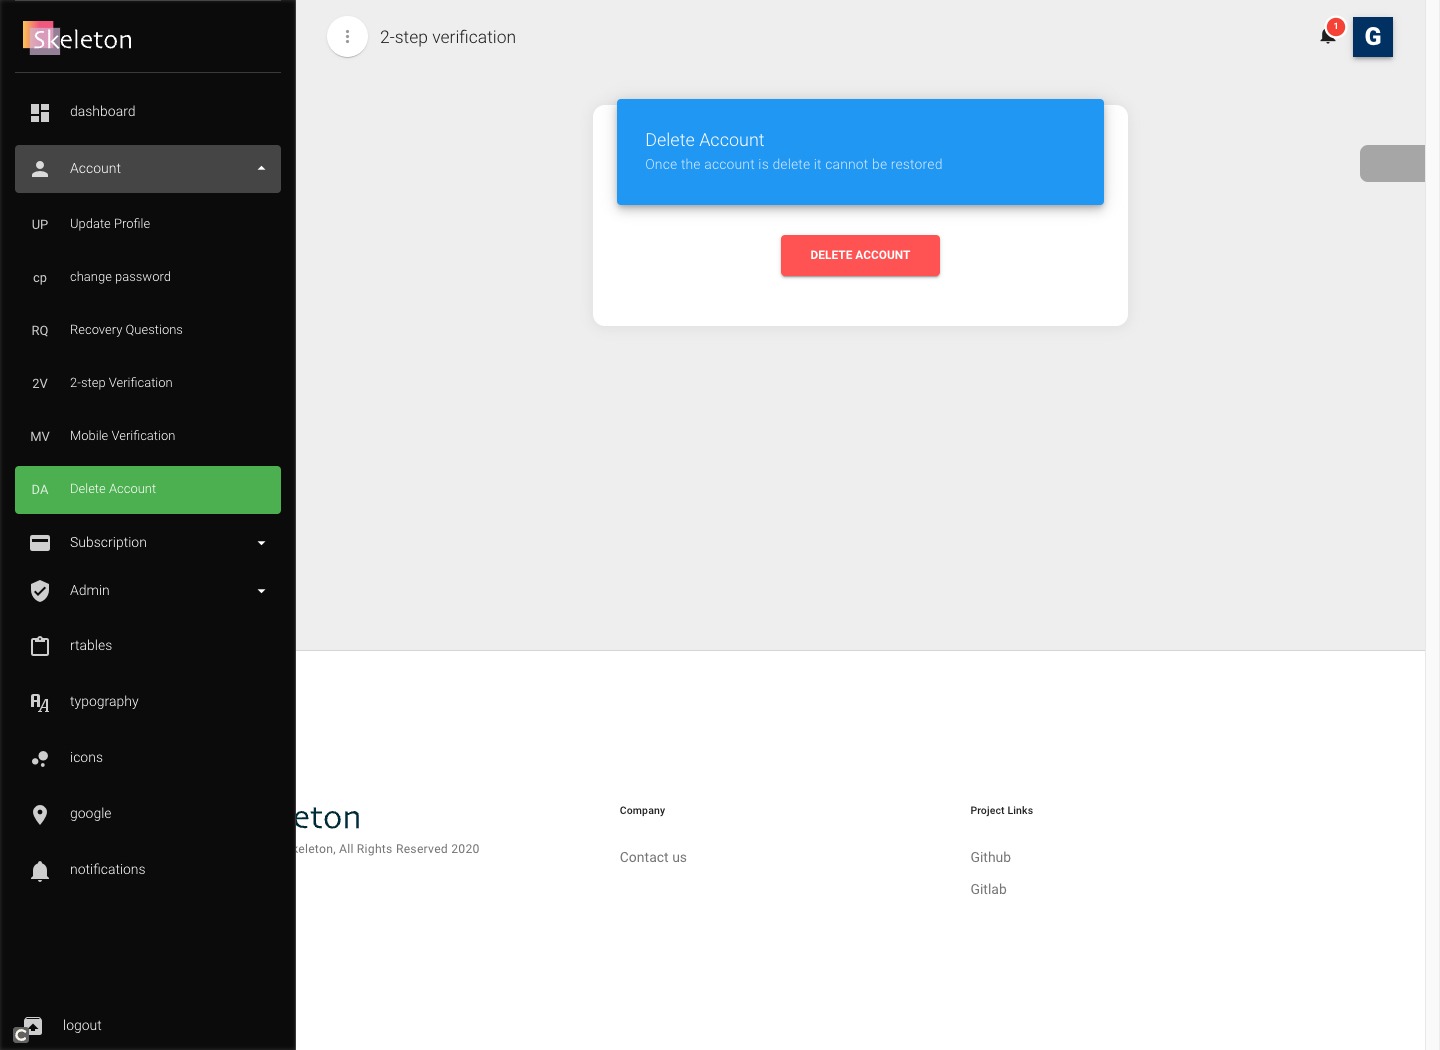 Skeleton
dashboard
Account
UP Update Profile
cp change password
RQ Recovery Questions
2V 2-step Verification
MV Mobile Verification
DA Delete Account
Subscription
Admin
rtables
typography
icons
google
notifications
logout
C
2-step verification
1
G
Delete Account
Once the account is delete it cannot be restored
DELETE ACCOUNT
eton
keleton, All Rights Reserved 2020
Company
Contact us
Project Links
Github
Gitlab